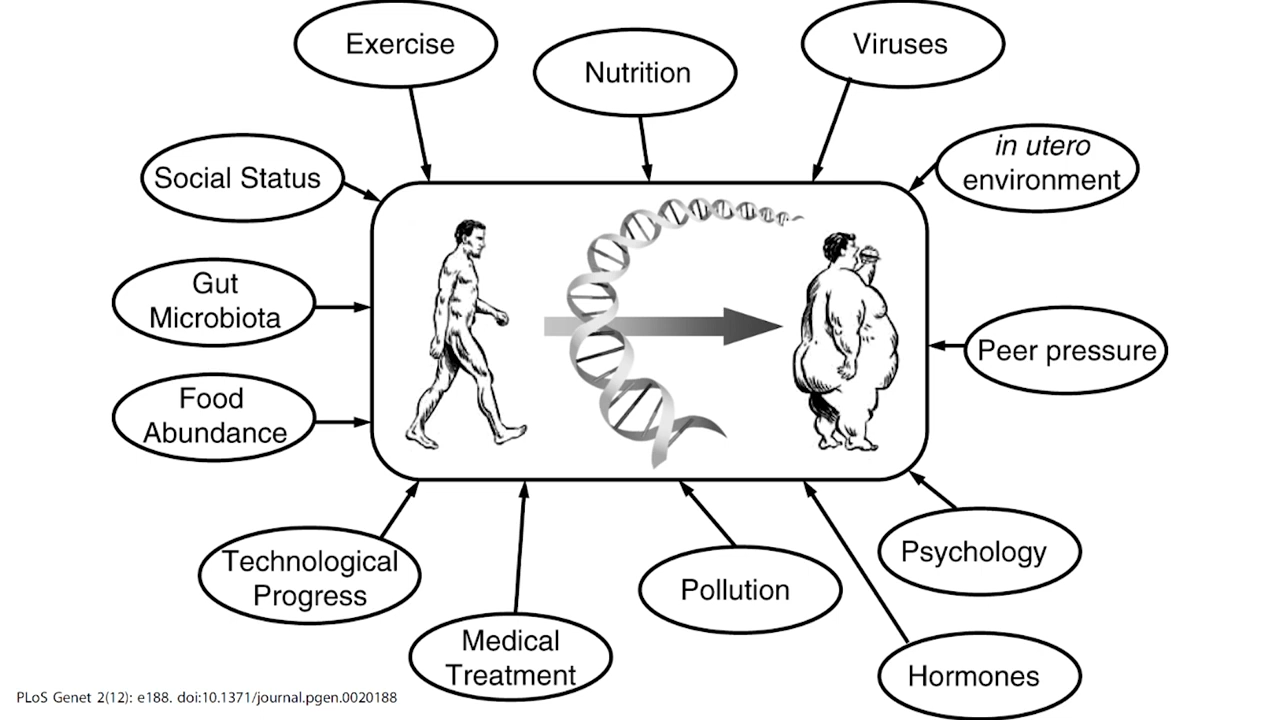 Exercise
Nutrition
Viruses
Social Status
in utero
environment
Gut
Microbiota
Peer pressure
Food
Abundance
Technological
Progress
Medical
Treatment
Pollution
Psychology
Hormones
PLoS Genet 2(12): e188. doi:10.1371/journal.pgen.0020188